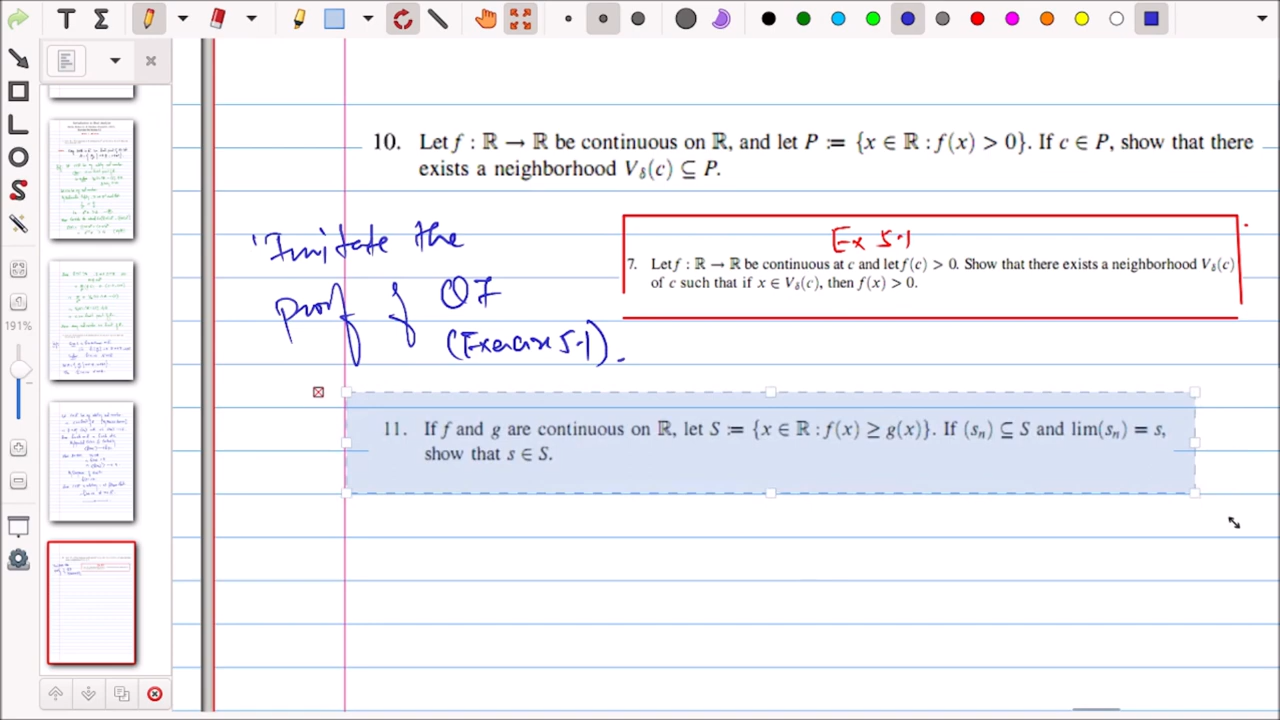 T Σ
10. Let f : ℝ → ℝ be continuous on ℝ, and let P := {x ∈ ℝ : f(x) > 0}. If c ∈ P, show that there
exists a neighborhood V_δ(c) ⊆ P.
Imitate the
proof of Q7
(Exercise 5.1).
Ex 5.1
7. Let f : ℝ → ℝ be continuous at c and let f(c) > 0. Show that there exists a neighborhood V_δ(c)
of c such that if x ∈ V_δ(c), then f(x) > 0.
191%
11. If f and g are continuous on ℝ, let S := {x ∈ ℝ : f(x) ≥ g(x)}. If (s_n) ⊆ S and lim(s_n) = s,
show that s ∈ S.